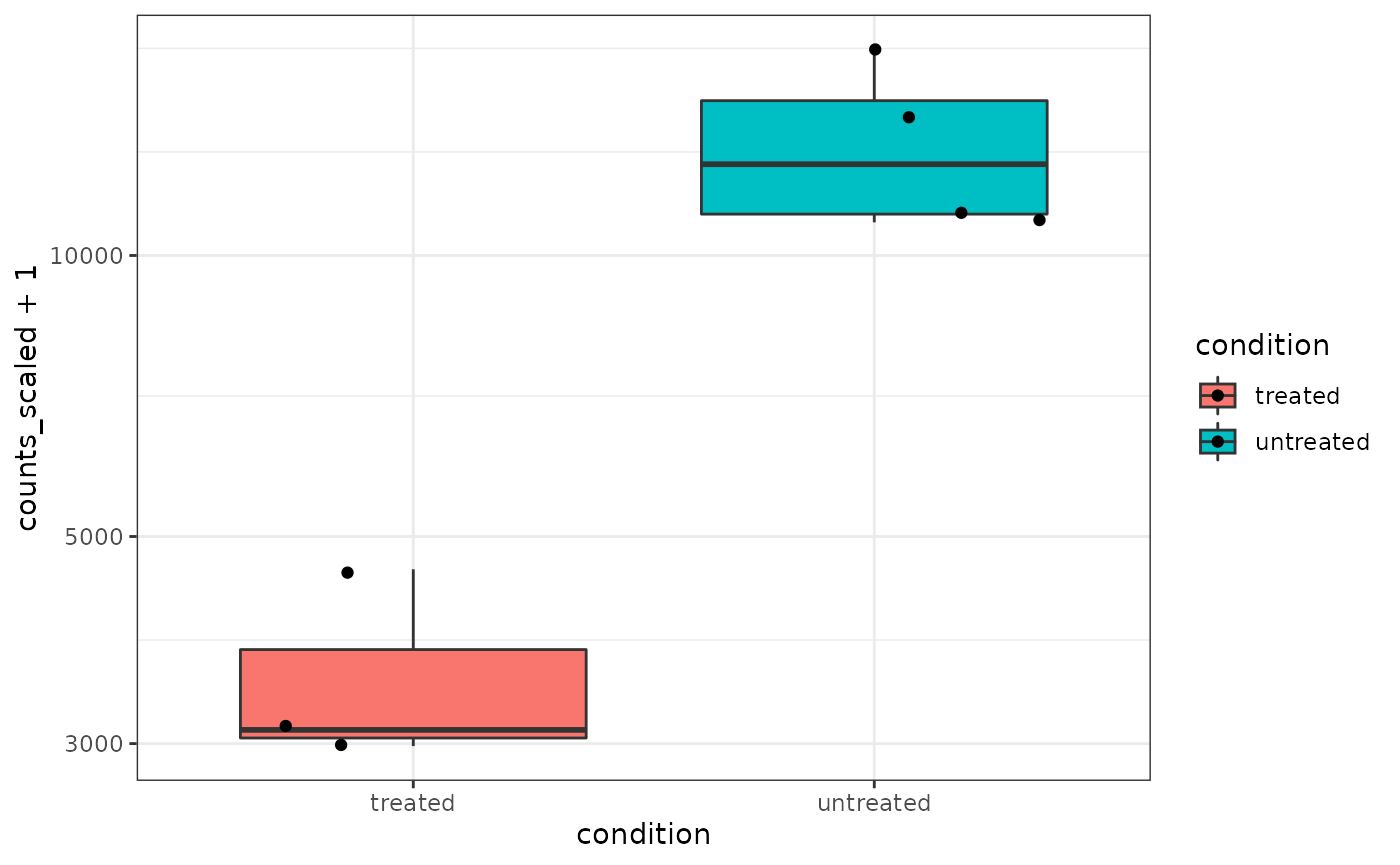 counts_scaled + 1
10000
5000
3000
treated
untreated
condition
condition
treated
untreated